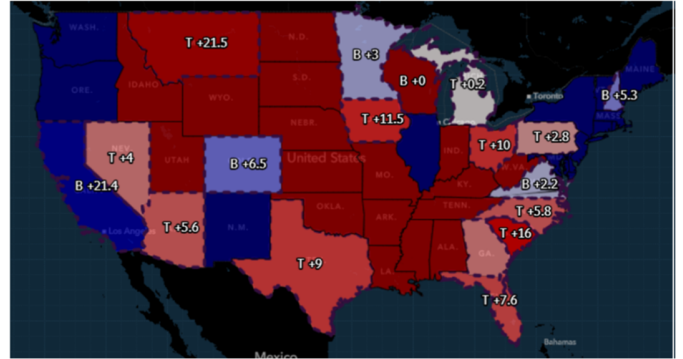 WASH.
MAINE
T +21.5
N.D.
B +3
ORE.
IDAHO
S.D.
B +0
T +0.2
Toronto
B +5.3
MASS
WYO.
T +11.5
NEBR.
T +10
T +2.8
NEV.
T +4
UTAH
B +6.5
United States
IND.
W.VA.
MO.
KY.
B +2.2
B +21.4
T +5.8
Los Ang
T +5.6
N.M.
OKLA.
ARK.
TENN.
T +16
ALA.
GA.
T +9
LA.
T +7.6
Bahamas
Mexico